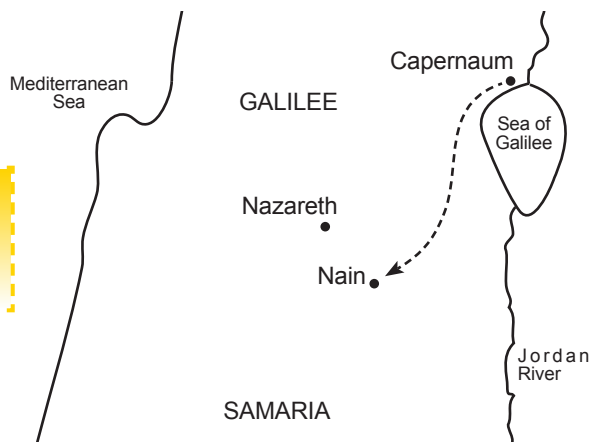 Capernaum
Mediterranean
Sea
GALILEE
Sea of
Galilee
Nazareth
Nain
Jordan
River
SAMARIA